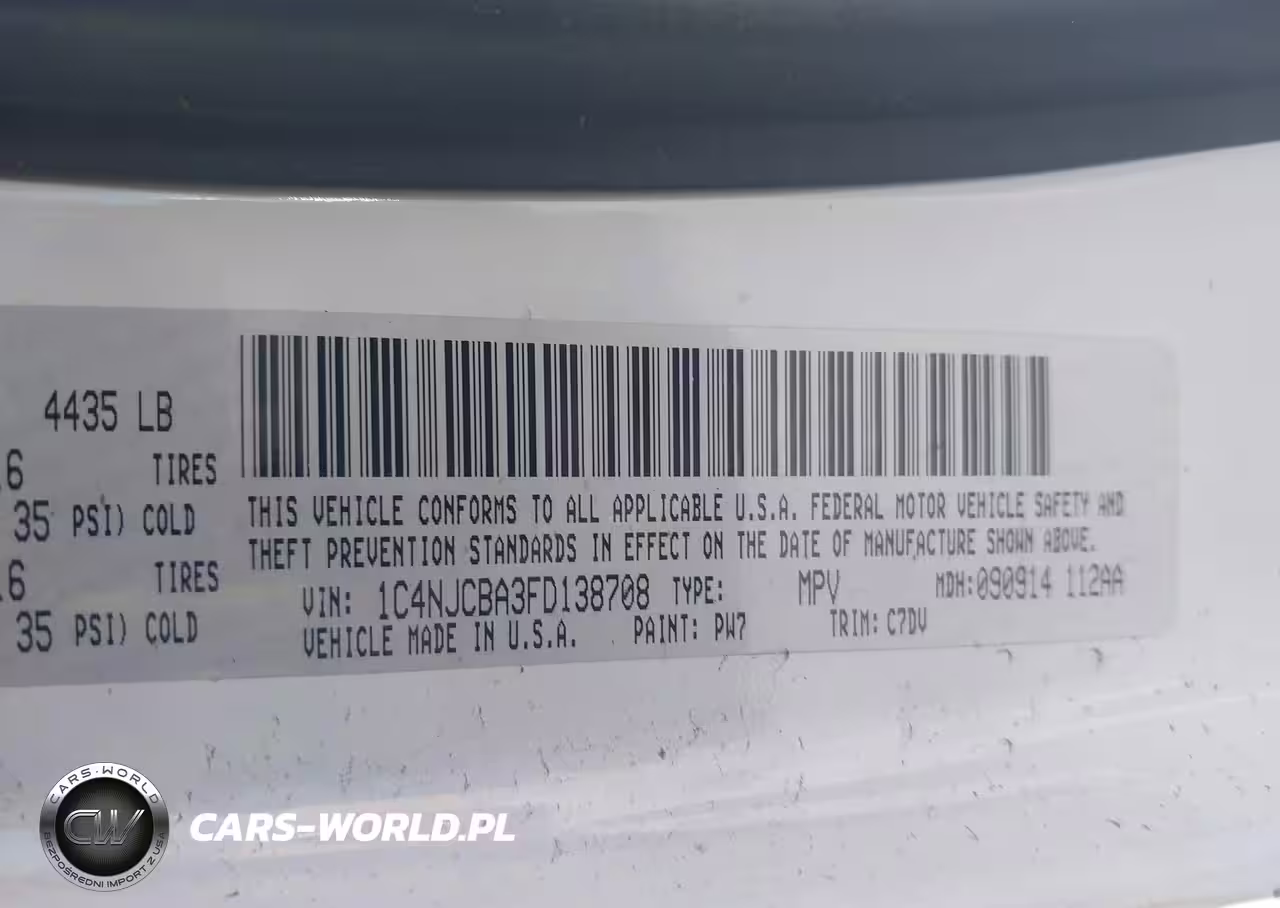 4435 LB
6 TIRES
35 PSI) COLD
6 TIRES
35 PSI) COLD
THIS VEHICLE CONFORMS TO ALL APPLICABLE U.S.A. FEDERAL MOTOR VEHICLE SAFETY AND
THEFT PREVENTION STANDARDS IN EFFECT ON THE DATE OF MANUFACTURE SHOWN ABOVE.
VIN: 1C4NJCBA3FD138708 TYPE: MPV MDH:090914 112AA
VEHICLE MADE IN U.S.A. PAINT: PW7 TRIM: C7DV
CARS-WORLD
CW
BEZPOŚREDNI IMPORT Z USA
CARS-WORLD.PL